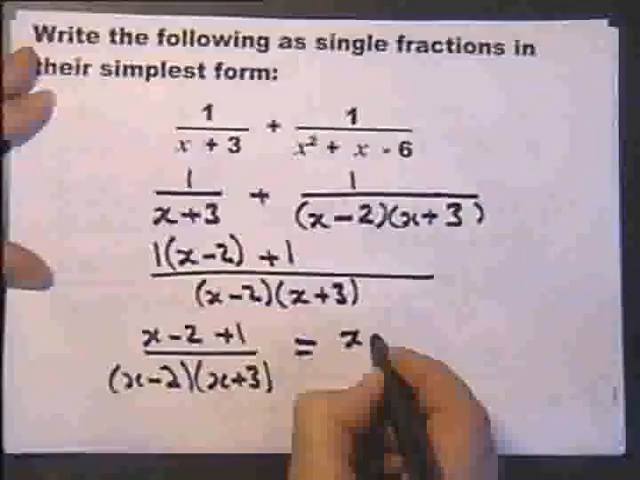 Write the following as single fractions in
their simplest form:
1/(x + 3) + 1/(x² + x - 6)
1/(x+3) + 1/((x-2)(x+3))
(1(x-2) + 1)/((x-2)(x+3))
(x-2 +1)/((x-2)(x+3)) = x